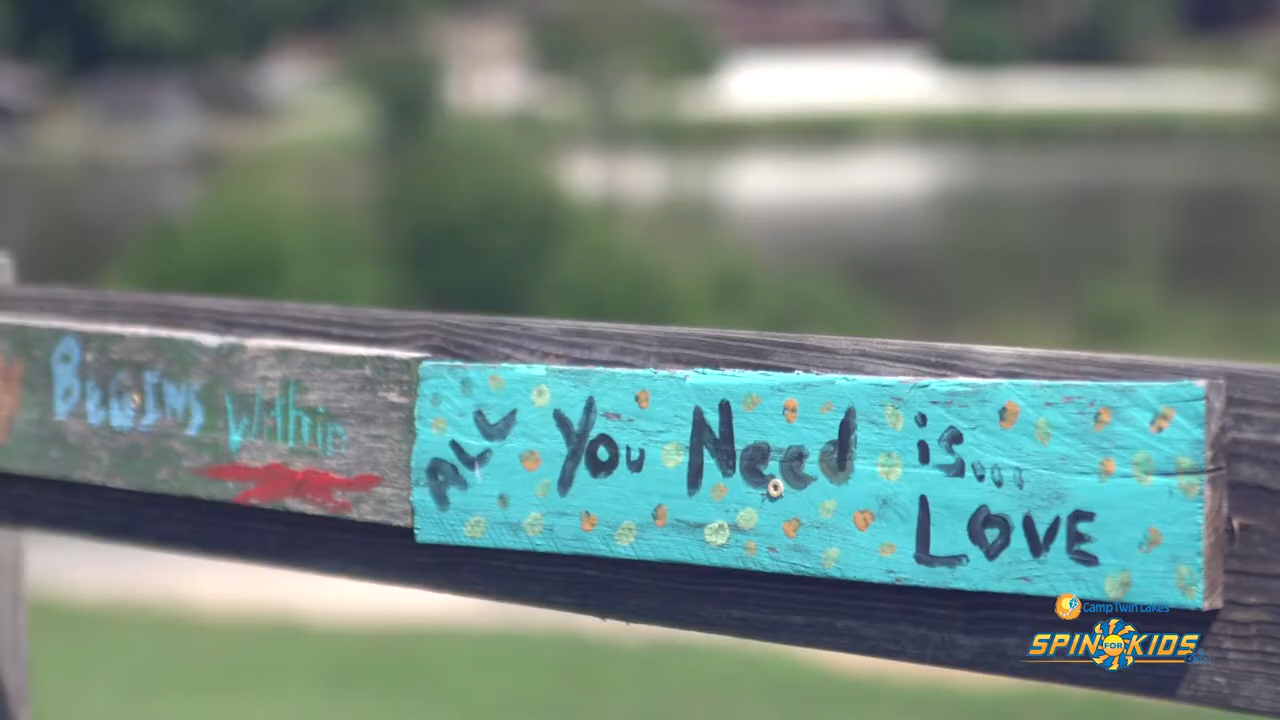 BEGINS Within
ALL You Need is...
LOVE
Camp Twin Lakes
SPIN FOR KIDS